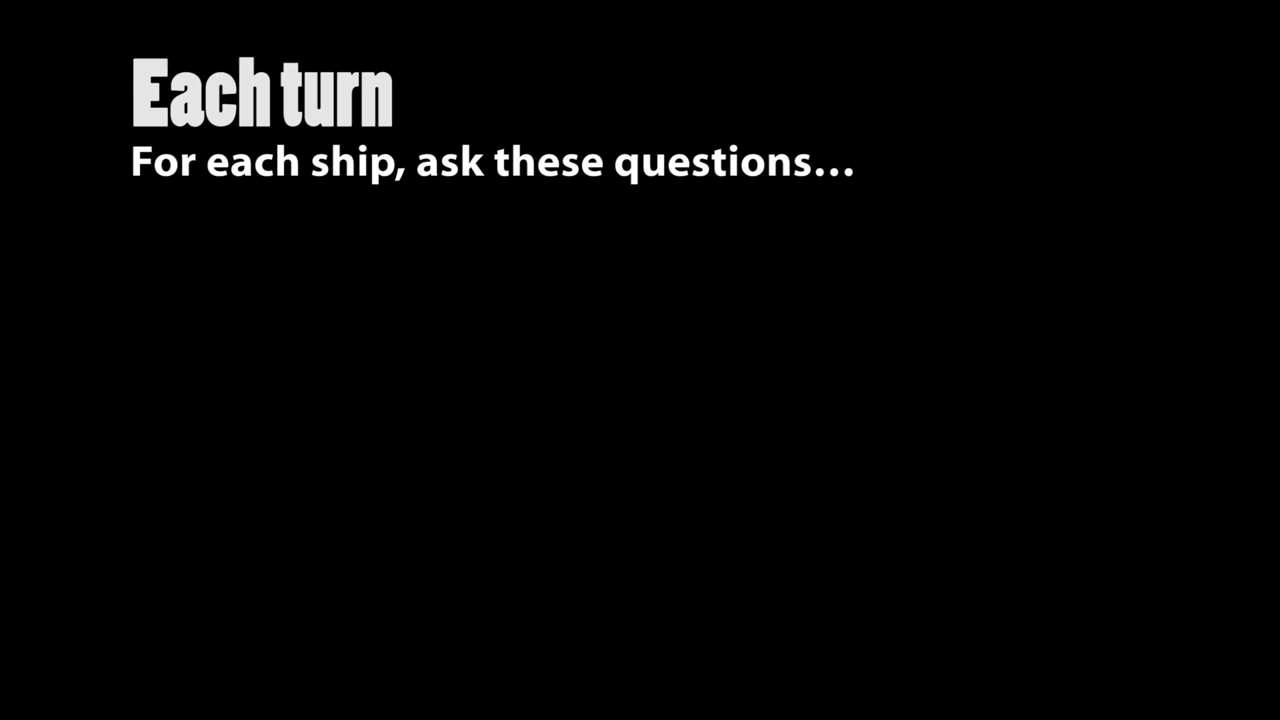 Each turn
For each ship, ask these questions…